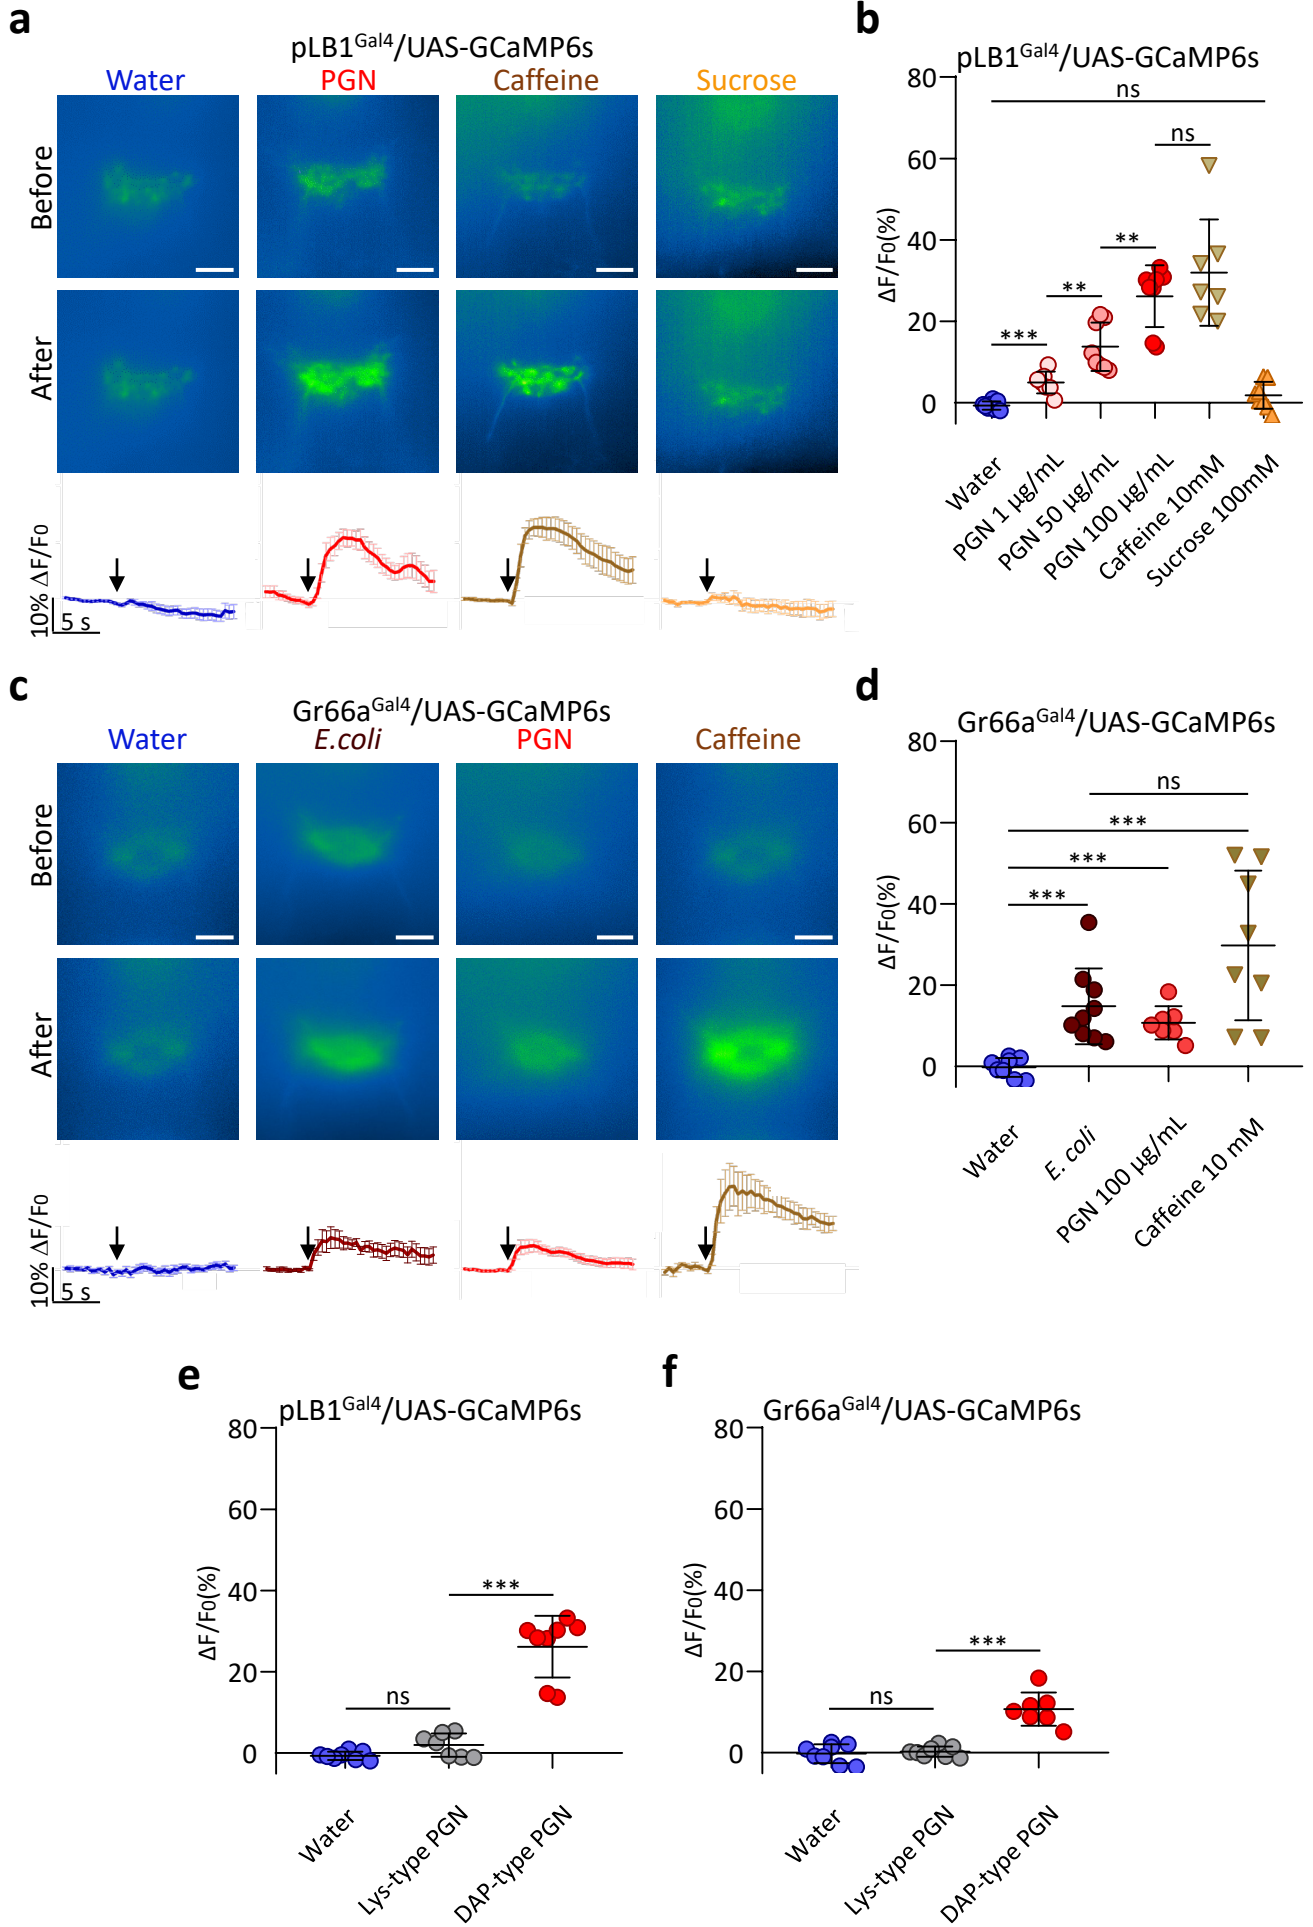 a
pLB1Gal4/UAS-GCaMP6s
Water PGN Caffeine Sucrose
Before
After
10% ΔF/F0
5 s
b
pLB1Gal4/UAS-GCaMP6s
ΔF/F0(%)
80
60
40
20
0
ns
ns
**
**
***
Water
PGN 1 µg/mL
PGN 50 µg/mL
PGN 100 µg/mL
Caffeine 10mM
Sucrose 100mM
c
Gr66aGal4/UAS-GCaMP6s
Water E.coli PGN Caffeine
Before
After
10% ΔF/F0
5 s
d
Gr66aGal4/UAS-GCaMP6s
ΔF/F0(%)
80
60
40
20
0
ns
***
***
***
Water
E. coli
PGN 100 µg/mL
Caffeine 10 mM
e
pLB1Gal4/UAS-GCaMP6s
ΔF/F0(%)
80
60
40
20
0
***
ns
Water
Lys-type PGN
DAP-type PGN
f
Gr66aGal4/UAS-GCaMP6s
ΔF/F0(%)
80
60
40
20
0
***
ns
Water
Lys-type PGN
DAP-type PGN